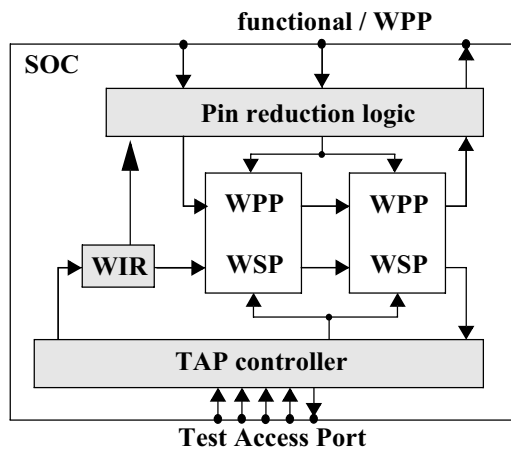 functional / WPP
SOC
Pin reduction logic
WPP
WPP
WIR
WSP
WSP
TAP controller
Test Access Port